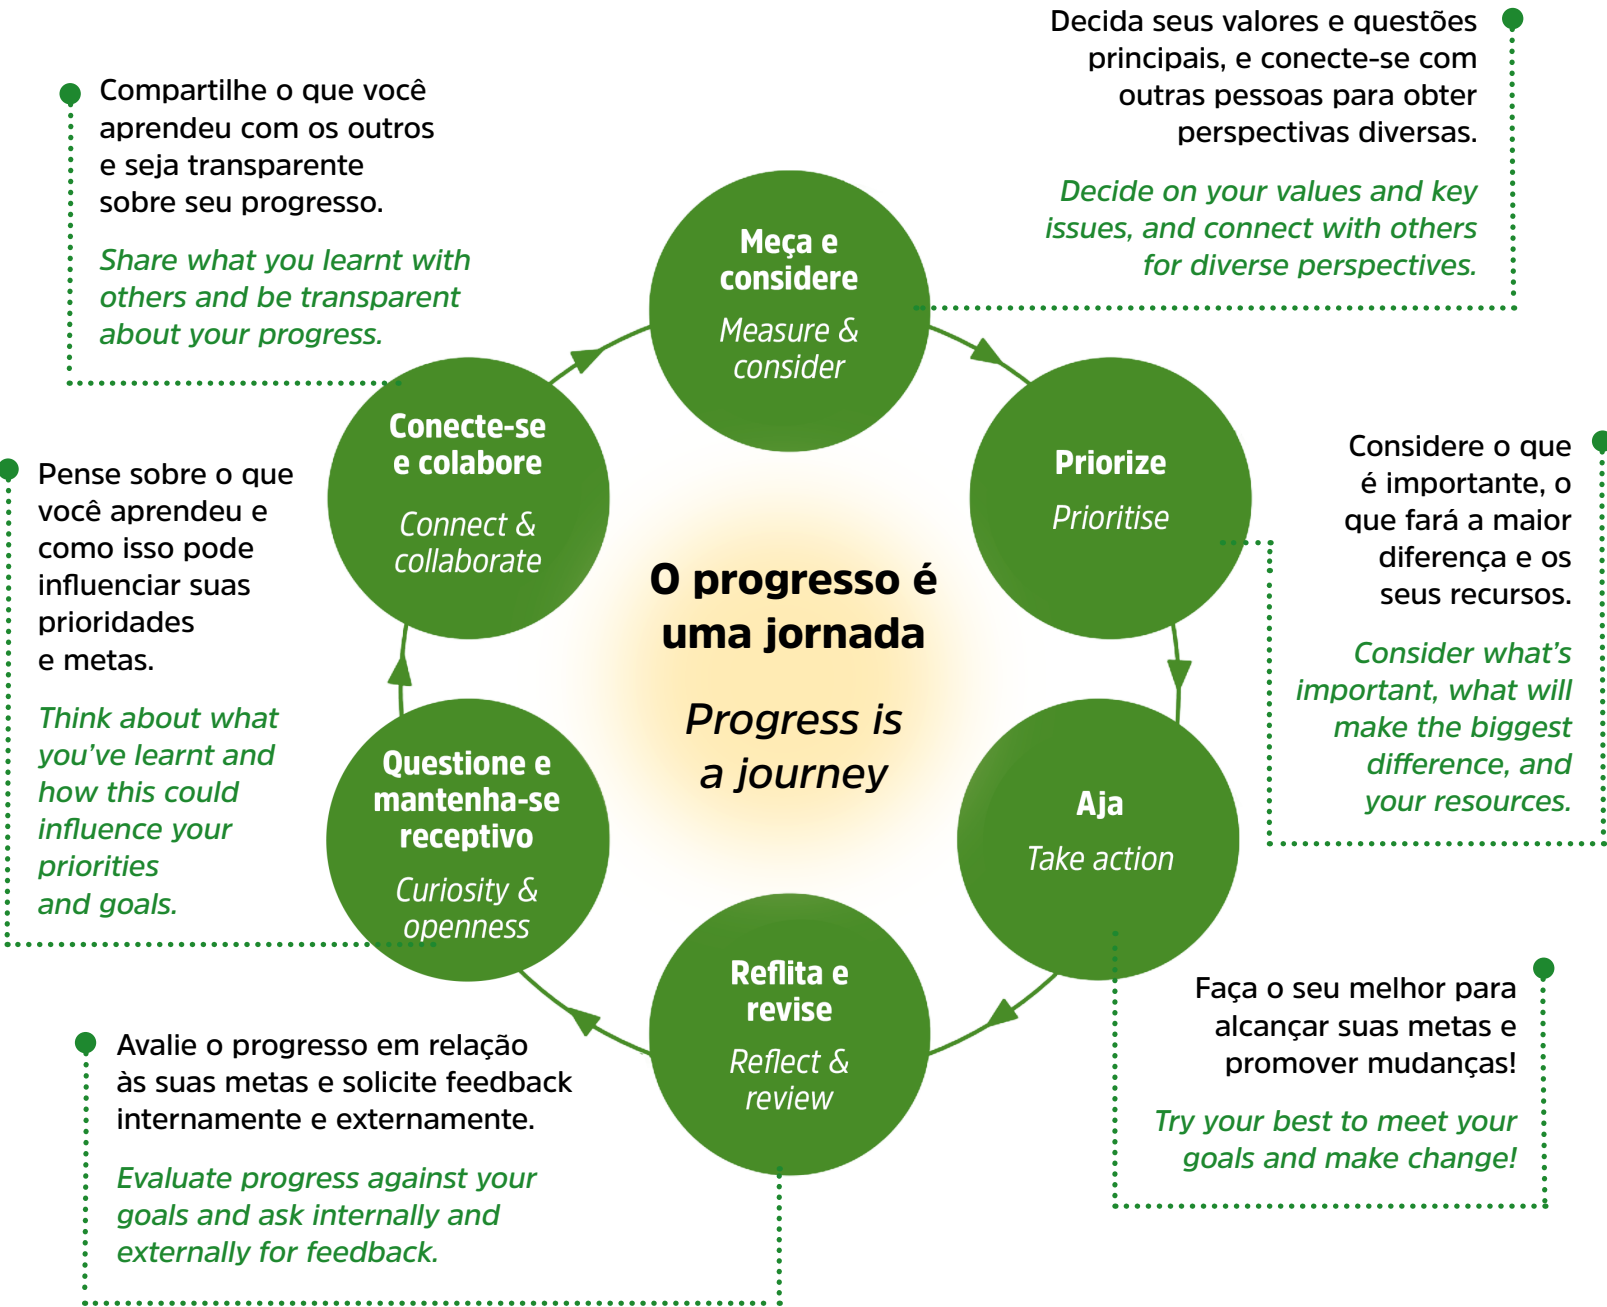 Decida seus valores e questões
principais, e conecte-se com
outras pessoas para obter
perspectivas diversas.
Decide on your values and key
issues, and connect with others
for diverse perspectives.
Compartilhe o que você
aprendeu com os outros
e seja transparente
sobre seu progresso.
Share what you learnt with
others and be transparent
about your progress.
Meça e
considere
Measure &
consider
Conecte-se
e colabore
Connect &
collaborate
Priorize
Prioritise
Considere o que
é importante, o
que fará a maior
diferença e os
seus recursos.
Consider what's
important, what will
make the biggest
difference, and
your resources.
Pense sobre o que
você aprendeu e
como isso pode
influenciar suas
prioridades
e metas.
Think about what
you've learnt and
how this could
influence your
priorities
and goals.
O progresso é
uma jornada
Progress is
a journey
Questione e
mantenha-se
receptivo
Curiosity &
openness
Aja
Take action
Reflita e
revise
Reflect &
review
Faça o seu melhor para
alcançar suas metas e
promover mudanças!
Try your best to meet your
goals and make change!
Avalie o progresso em relação
às suas metas e solicite feedback
internamente e externamente.
Evaluate progress against your
goals and ask internally and
externally for feedback.